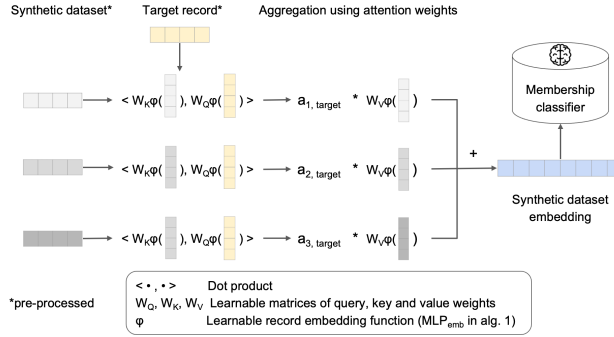 Synthetic dataset* Target record* Aggregation using attention weights
< W_Kφ( ), W_Qφ( ) > a_1, target * W_Vφ( )
Membership
classifier
+
< W_Kφ( ), W_Qφ( ) > a_2, target * W_Vφ( )
Synthetic dataset
embedding
< W_Kφ( ), W_Qφ( ) > a_3, target * W_Vφ( )
*pre-processed
< • , • > Dot product
W_Q, W_K, W_V Learnable matrices of query, key and value weights
φ Learnable record embedding function (MLP_emb in alg. 1)